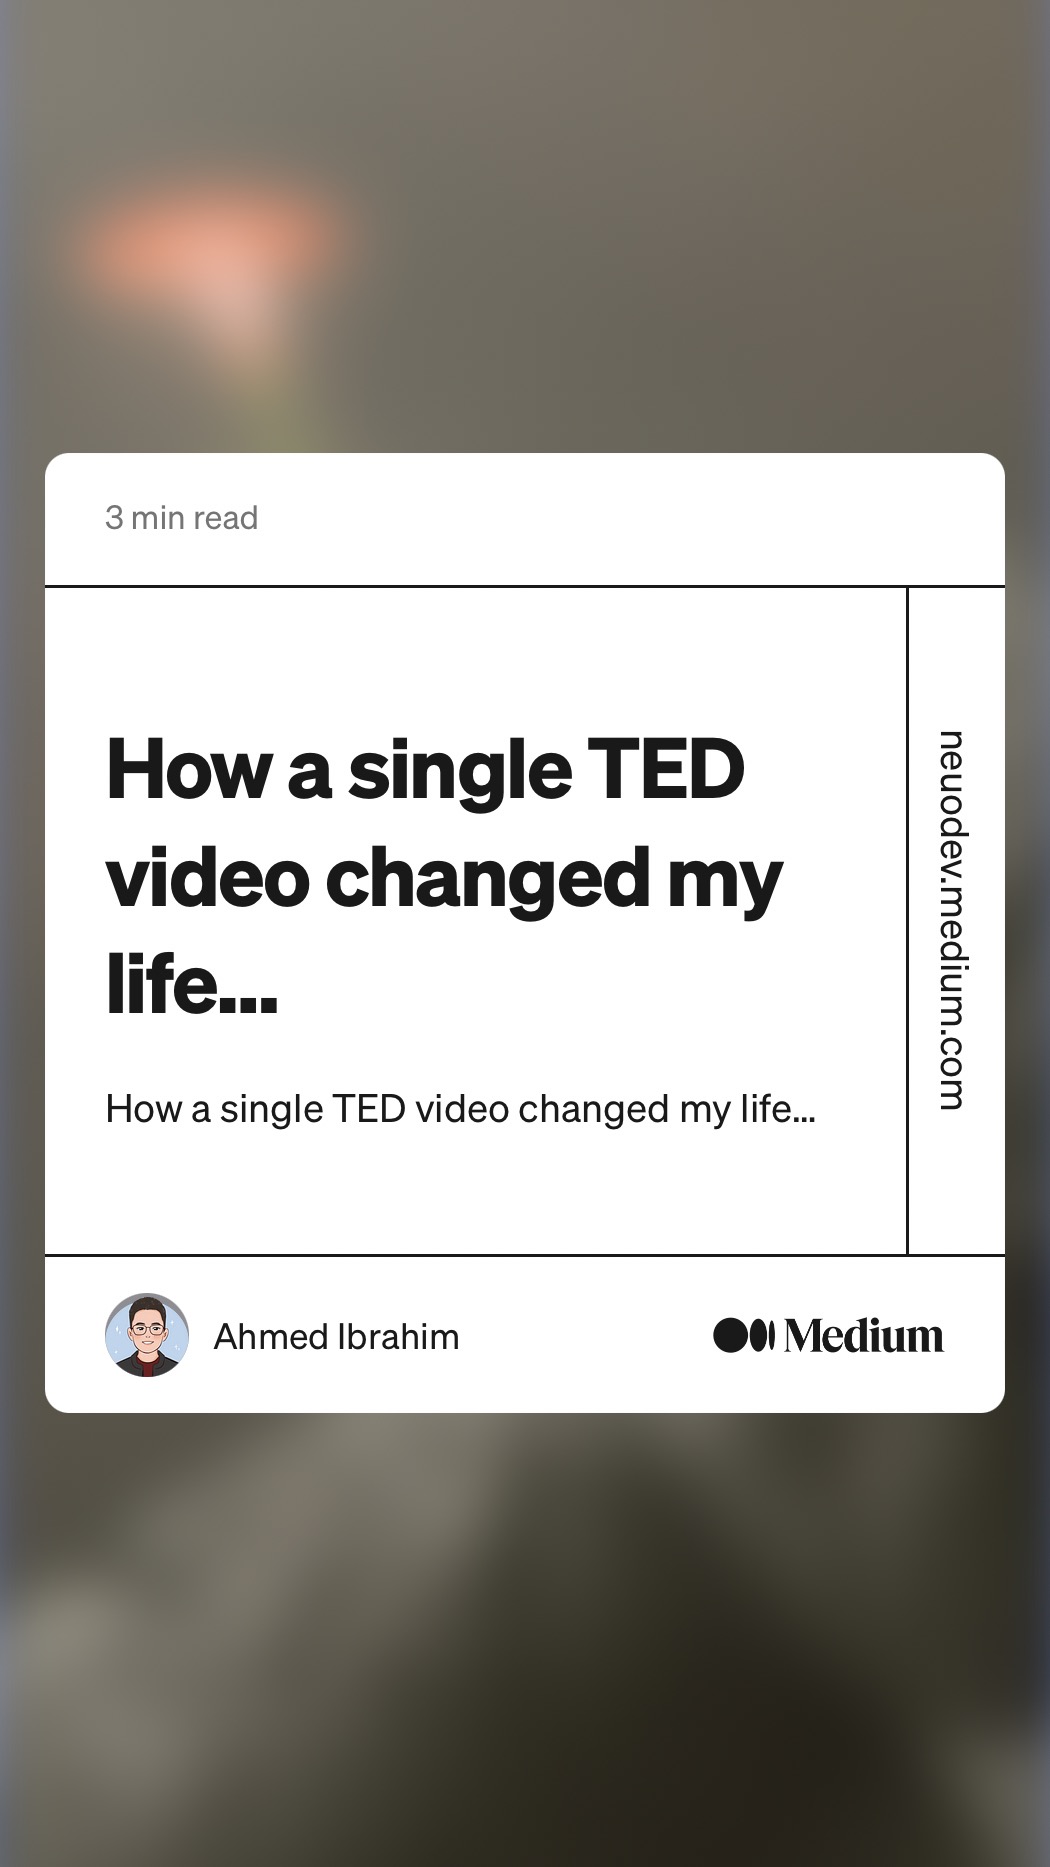 3 min read
How a single TED
video changed my
life...
How a single TED video changed my life...
neuodev.medium.com
Ahmed Ibrahim
Medium